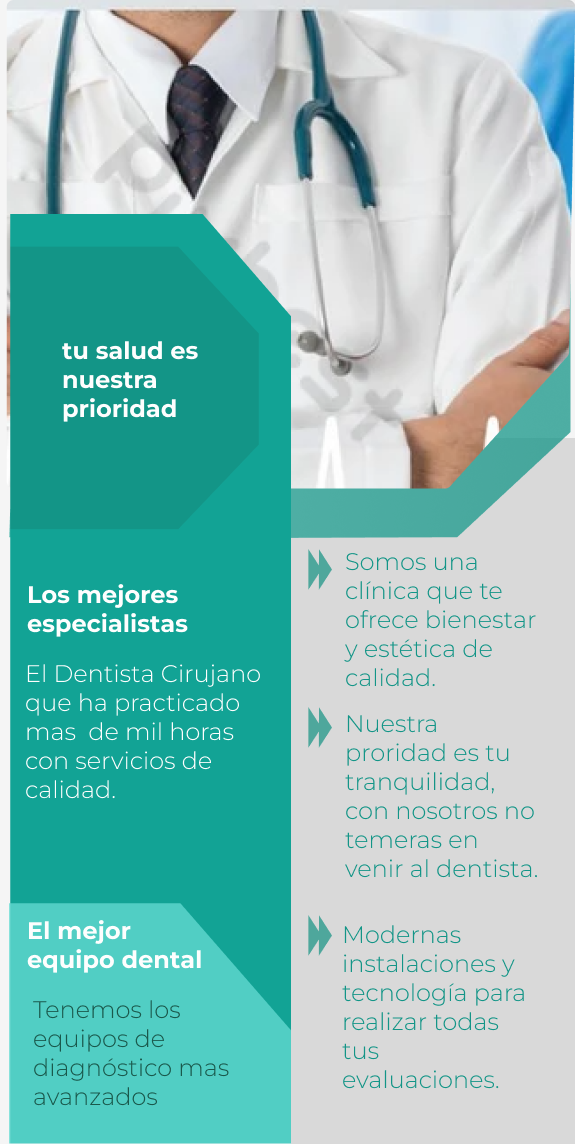 tu salud es
nuestra
prioridad
Los mejores
especialistas
El Dentista Cirujano
que ha practicado
mas  de mil horas
con servicios de
calidad.
El mejor
equipo dental
Tenemos los
equipos de
diagnóstico mas
avanzados
Somos una
clínica que te
ofrece bienestar
y estética de
calidad.
Nuestra
proridad es tu
tranquilidad,
con nosotros no
temeras en
venir al dentista.
Modernas
instalaciones y
tecnología para
realizar todas
tus
evaluaciones.